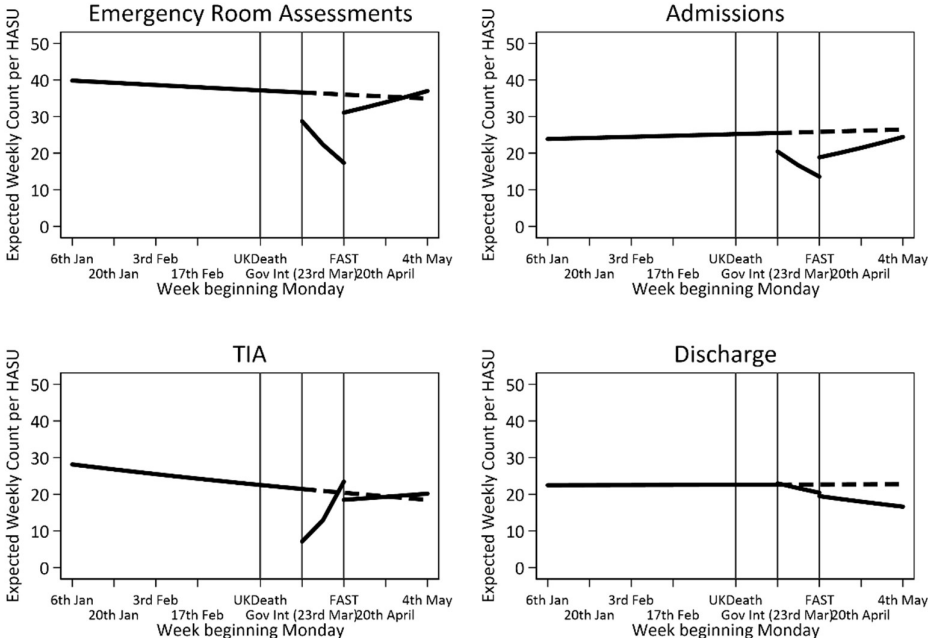 Emergency Room Assessments
Expected Weekly Count per HASU
50
40
30
20
10
0
6th Jan 3rd Feb UKDeath FAST 4th May
20th Jan 17th Feb Gov Int (23rd Mar) 20th April
Week beginning Monday
Admissions
Expected Weekly Count per HASU
50
40
30
20
10
0
6th Jan 3rd Feb UKDeath FAST 4th May
20th Jan 17th Feb Gov Int (23rd Mar) 20th April
Week beginning Monday
TIA
Expected Weekly Count per HASU
50
40
30
20
10
0
6th Jan 3rd Feb UKDeath FAST 4th May
20th Jan 17th Feb Gov Int (23rd Mar) 20th April
Week beginning Monday
Discharge
Expected Weekly Count per HASU
50
40
30
20
10
0
6th Jan 3rd Feb UKDeath FAST 4th May
20th Jan 17th Feb Gov Int (23rd Mar) 20th April
Week beginning Monday